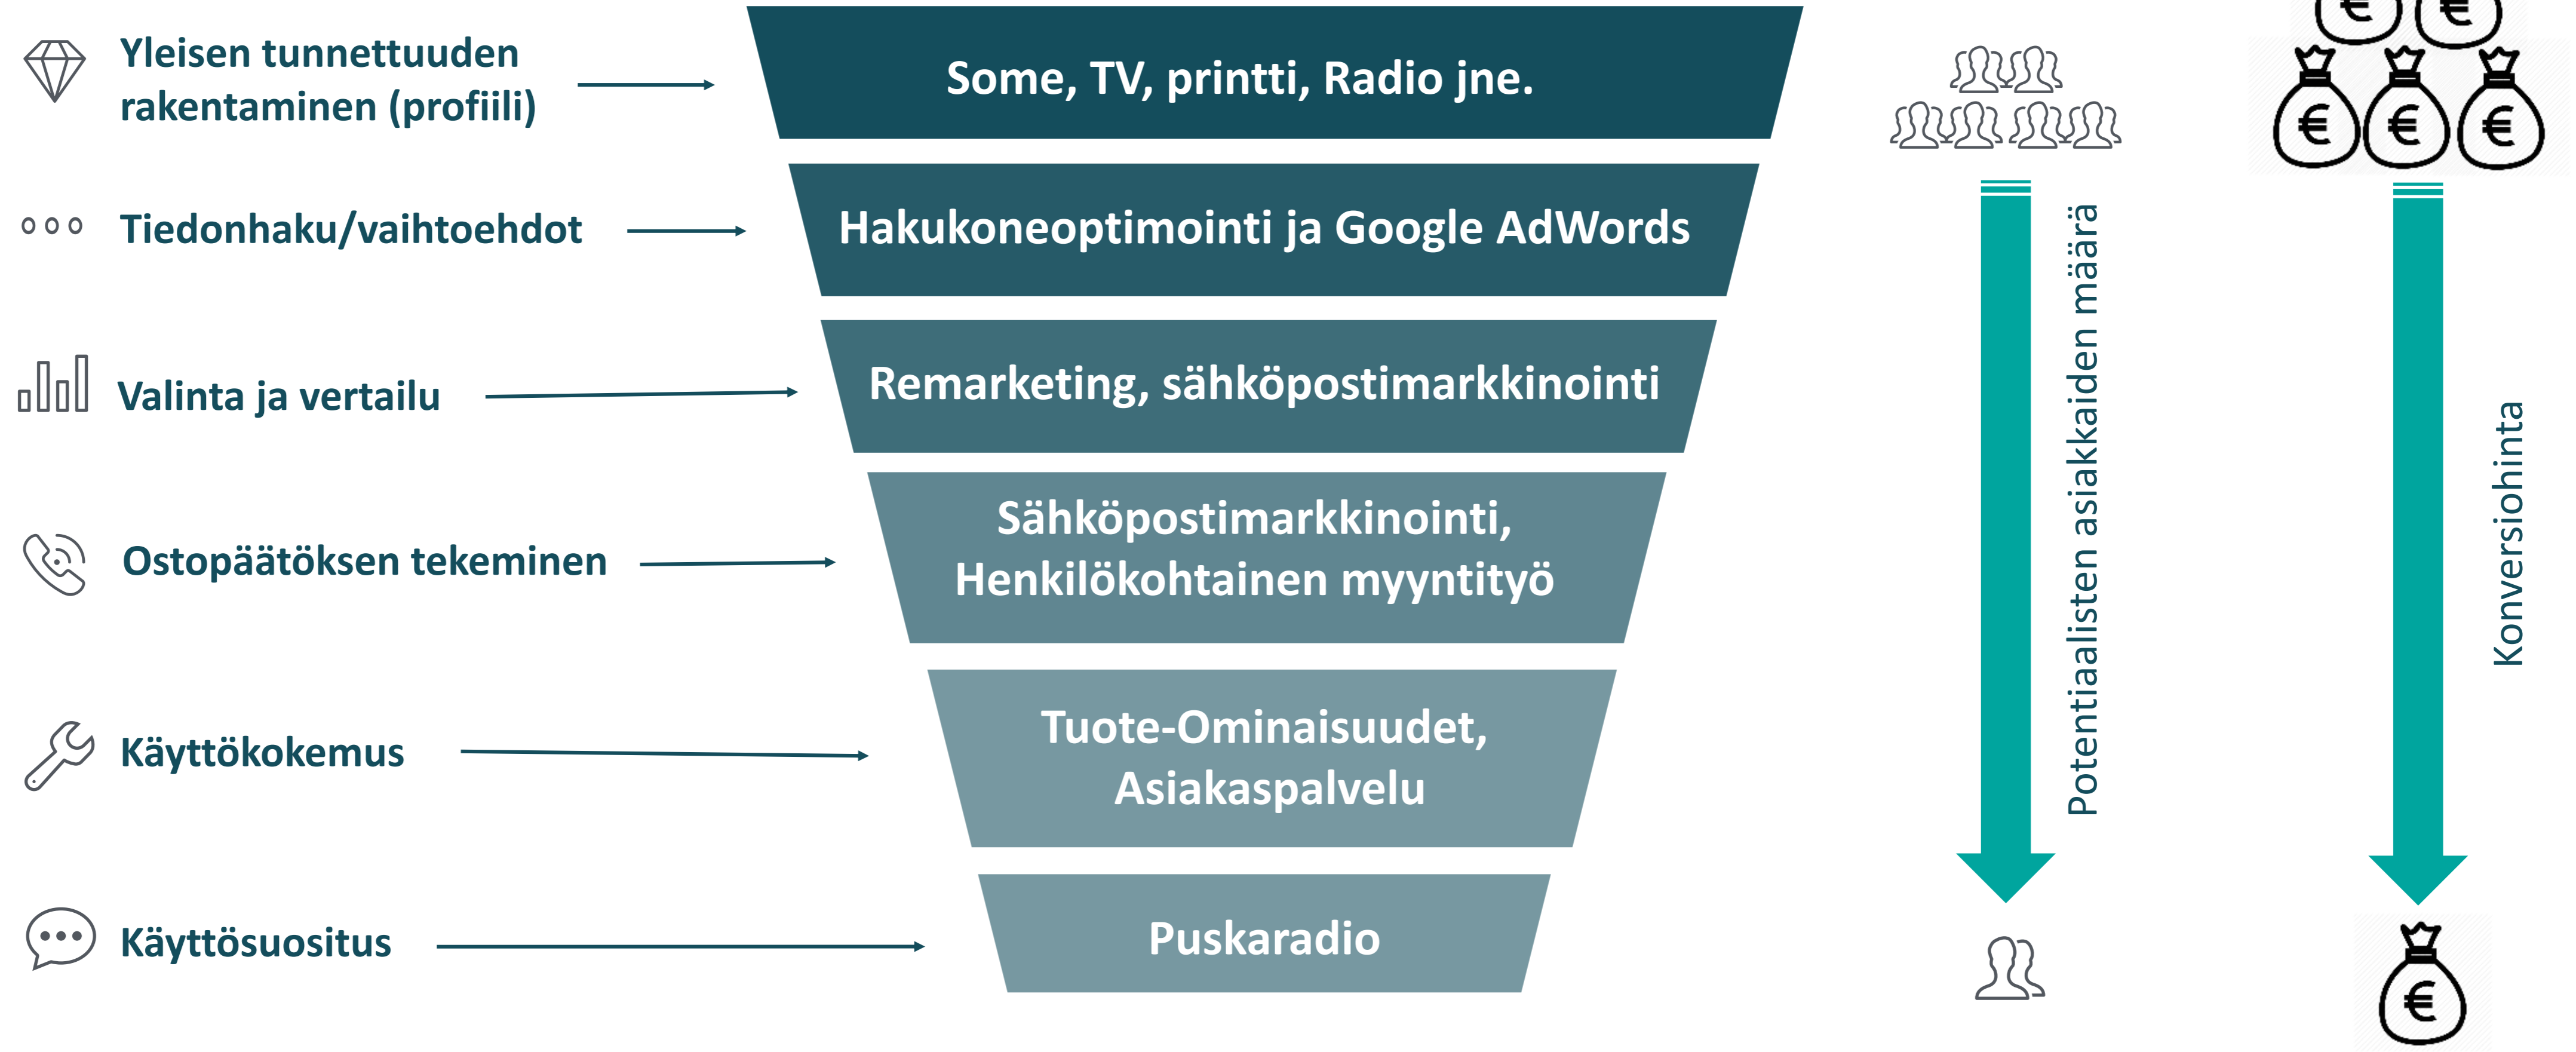 Yleisen tunnettuuden
rakentaminen (profiili)
Some, TV, printti, Radio jne.
Tiedonhaku/vaihtoehdot
Hakukoneoptimointi ja Google AdWords
Valinta ja vertailu
Remarketing, sähköpostimarkkinointi
Ostopäätöksen tekeminen
Sähköpostimarkkinointi,
Henkilökohtainen myyntityö
Käyttökokemus
Tuote-Ominaisuudet,
Asiakaspalvelu
Käyttösuositus
Puskaradio
Potentiaalisten asiakkaiden määrä
Konversiohinta
€ €
€ € €
€